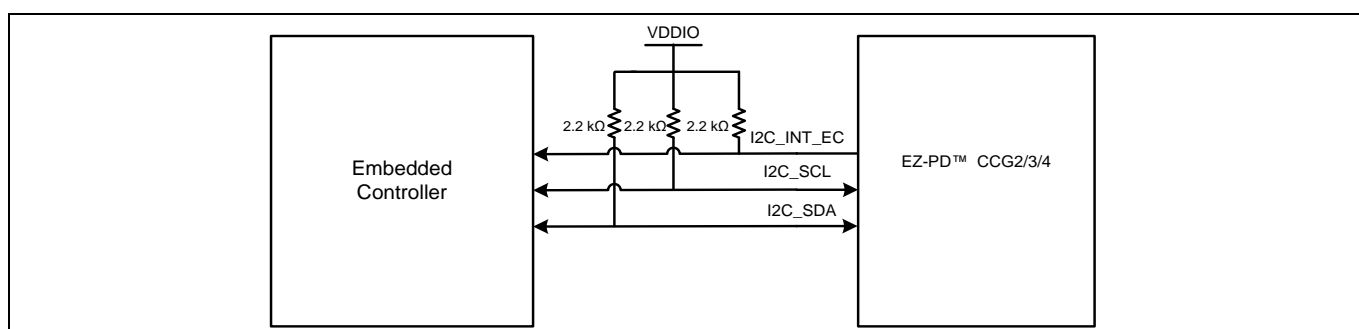 VDDIO
2.2 kΩ 2.2 kΩ 2.2 kΩ
I2C_INT_EC
Embedded
Controller
EZ-PD™ CCG2/3/4
I2C_SCL
I2C_SDA